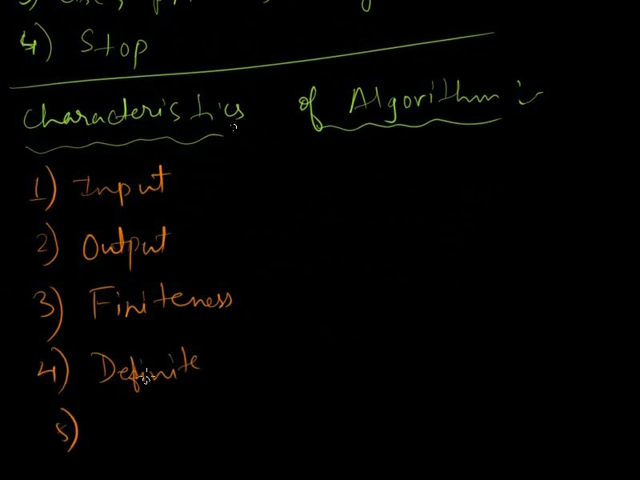 4) Stop
Characteristics of Algorithm :-
1) Input
2) Output
3) Finiteness
4) Definite
5)